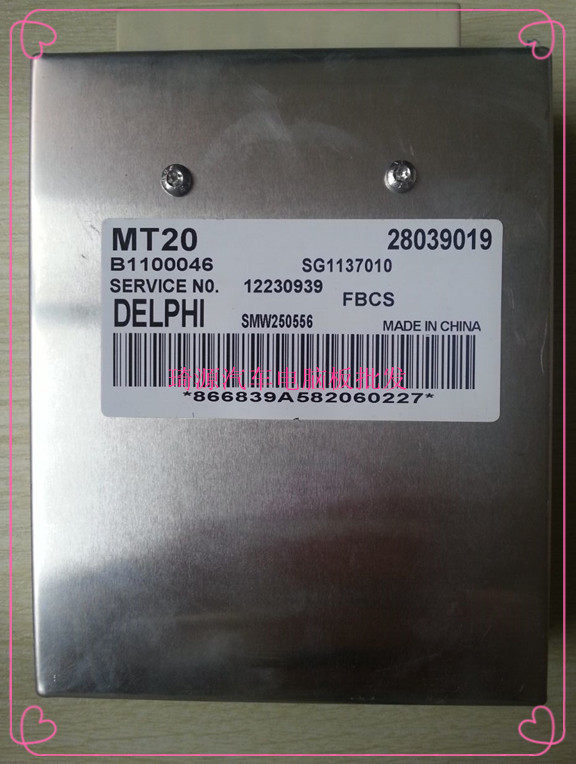 MT20 28039019
B1100046 SG1137010
SERVICE N0. 12230939
FBCS
DELPHI SMW250556 MADE IN CHINA
琦源汽车电脑板批发
*866839A582060227*